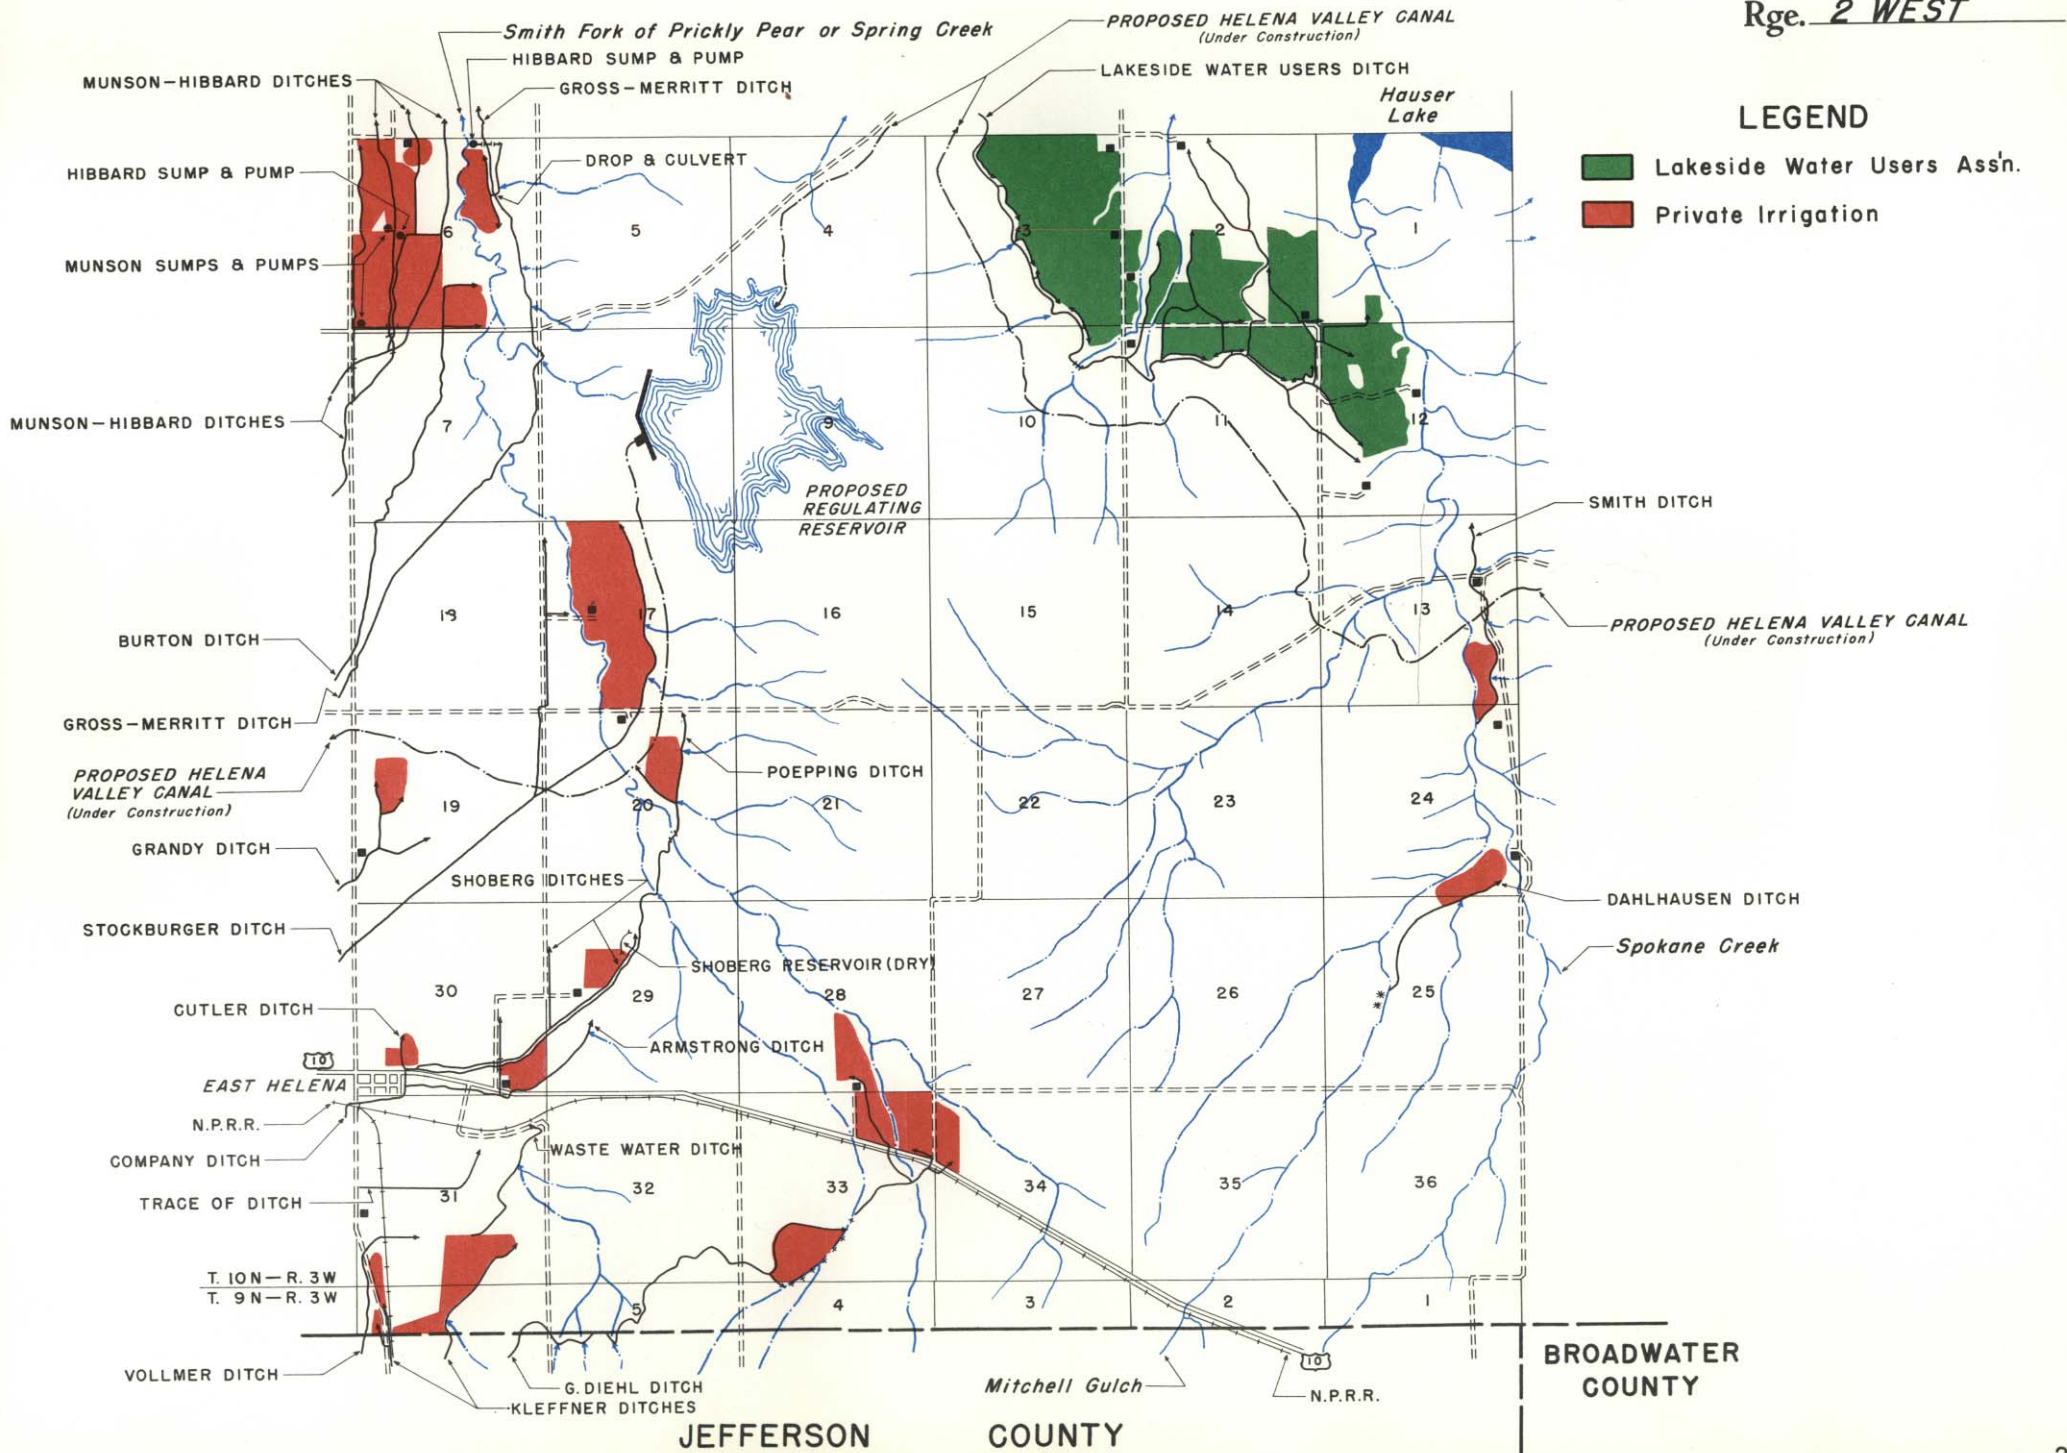 Rge. 2 WEST
Smith Fork of Prickly Pear or Spring Creek
PROPOSED HELENA VALLEY CANAL
(Under Construction)
HIBBARD SUMP & PUMP
MUNSON-HIBBARD DITCHES
GROSS-MERRITT DITCH
LAKESIDE WATER USERS DITCH
Hauser
Lake
LEGEND
Lakeside Water Users Ass'n.
Private Irrigation
DROP & CULVERT
HIBBARD SUMP & PUMP
MUNSON SUMPS & PUMPS
6
5
4
3
2
1
MUNSON-HIBBARD DITCHES
7
9
10
11
12
PROPOSED
REGULATING
RESERVOIR
SMITH DITCH
18
17
16
15
14
13
BURTON DITCH
PROPOSED HELENA VALLEY CANAL
(Under Construction)
GROSS-MERRITT DITCH
PROPOSED HELENA
VALLEY CANAL
(Under Construction)
POEPPING DITCH
19
20
21
22
23
24
GRANDY DITCH
SHOBERG DITCHES
DAHLHAUSEN DITCH
STOCKBURGER DITCH
Spokane Creek
SHOBERG RESERVOIR (DRY)
30
29
28
27
26
25
CUTLER DITCH
ARMSTRONG DITCH
10
EAST HELENA
N.P.R.R.
COMPANY DITCH
WASTE WATER DITCH
TRACE OF DITCH
31
32
33
34
35
36
T. 10N-R. 3W
T. 9N-R. 3W
5
4
3
2
1
VOLLMER DITCH
G. DIEHL DITCH
KLEFFNER DITCHES
Mitchell Gulch
10
N.P.R.R.
BROADWATER
COUNTY
JEFFERSON COUNTY